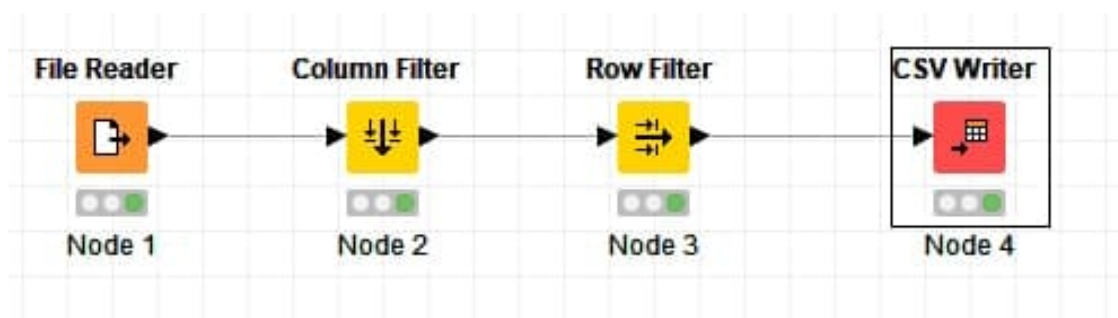 File Reader
Column Filter
Row Filter
CSV Writer
Node 1
Node 2
Node 3
Node 4